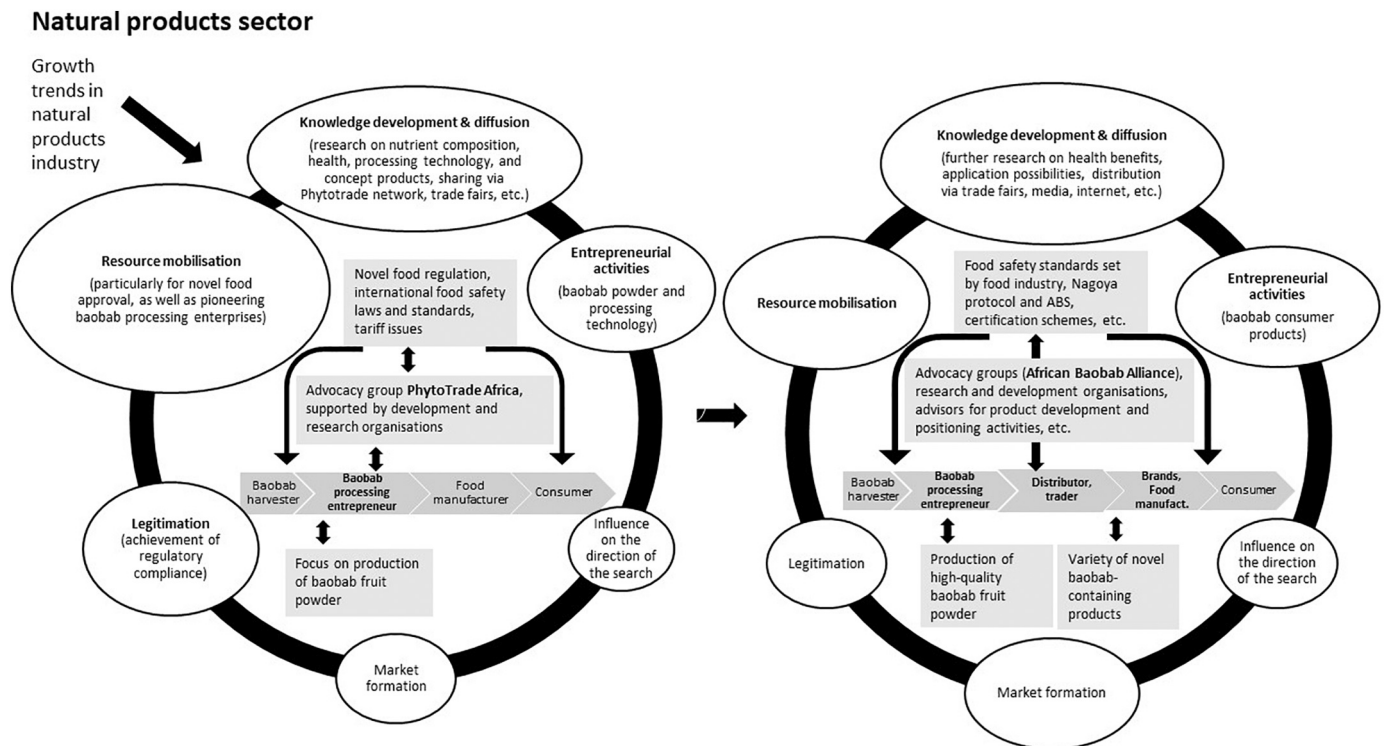 Natural products sector
Growth
trends in
natural
products
industry
Knowledge development & diffusion
(research on nutrient composition,
health, processing technology, and
concept products, sharing via
Phytotrade network, trade fairs, etc.)
Resource mobilisation
(particularly for novel food
approval, as well as pioneering
baobab processing enterprises)
Entrepreneurial
activities
(baobab powder and
processing
technology)
Novel food regulation,
international food safety
laws and standards,
tariff issues
Advocacy group PhytoTrade Africa,
supported by development and
research organisations
Baobab
harvester
Baobab
processing
entrepreneur
Food
manufacturer
Consumer
Legitimation
(achievement of
regulatory
compliance)
Focus on production
of baobab fruit
powder
Influence
on the
direction of
the search
Market
formation
Knowledge development & diffusion
(further research on health benefits,
application possibilities, distribution
via trade fairs, media, internet, etc.)
Resource mobilisation
Entrepreneurial
activities
(baobab consumer
products)
Food safety standards set
by food industry, Nagoya
protocol and ABS,
certification schemes, etc.
Advocacy groups (African Baobab Alliance),
research and development organisations,
advisors for product development and
positioning activities, etc.
Baobab
harvester
Baobab
processing
entrepreneur
Distributor,
trader
Brands,
Food
manufact.
Consumer
Legitimation
Production of
high-quality
baobab fruit
powder
Variety of novel
baobab-
containing
products
Influence on
the direction
of the search
Market formation